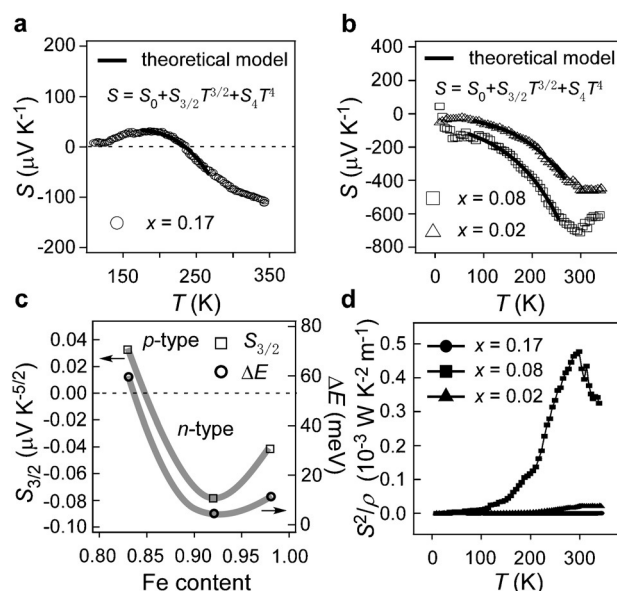 a
200
100
0
-100
-200
S (μV K⁻¹)
theoretical model
S = S₀+S₃/₂T³/²+S₄T⁴
x = 0.17
150
250
350
T (K)
b
400
200
0
-200
-400
-600
-800
S (μV K⁻¹)
theoretical model
S = S₀+S₃/₂T³/²+S₄T⁴
x = 0.08
x = 0.02
0
100
200
300
T (K)
c
0.04
0.02
0.00
-0.02
-0.04
-0.06
-0.08
-0.10
S₃/₂ (μV K⁻⁵/²)
p-type
S₃/₂
ΔE
n-type
80
60
40
20
0
ΔE (meV)
0.80
0.85
0.90
0.95
1.00
Fe content
d
0.5
0.4
0.3
0.2
0.1
0.0
S²/ρ (10⁻³ W K⁻² m⁻¹)
x = 0.17
x = 0.08
x = 0.02
0
100
200
300
T (K)